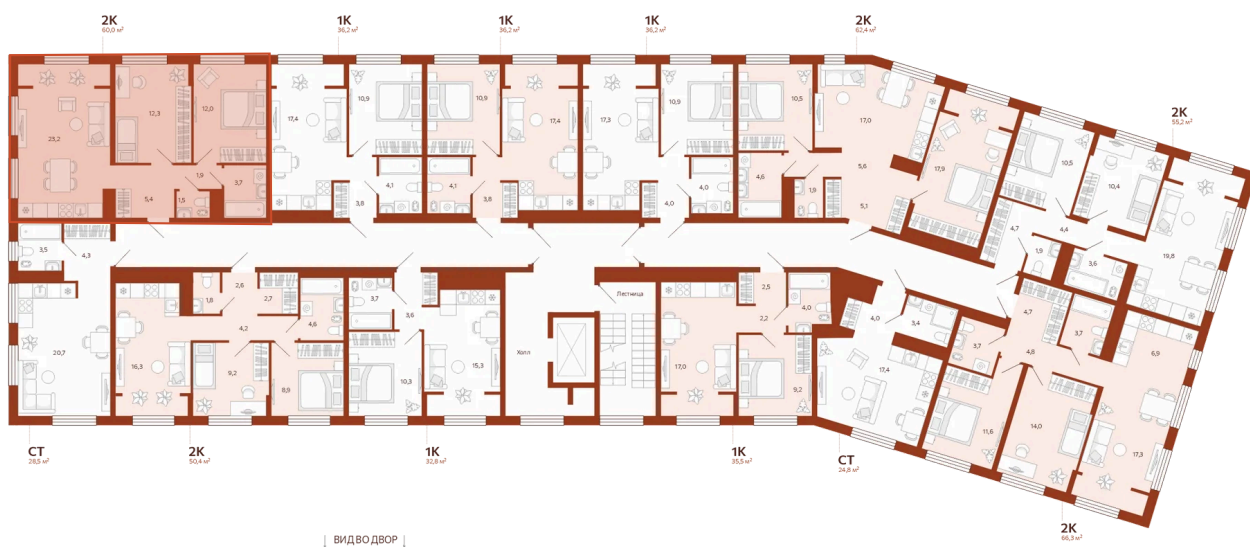 2К
60,0 м²
1К
36,2 м²
1К
36,2 м²
1К
36,2 м²
2К
62,4 м²
2К
55,2 м²
23,2
12,3
12,0
1,9
3,7
5,4
1,5
17,4
10,9
4,1
3,8
10,9
17,4
4,1
3,8
17,3
10,9
4,0
4,0
10,5
17,0
4,6
1,8
5,6
5,1
17,9
10,5
10,4
4,7
4,4
1,9
3,6
19,8
3,5
4,3
20,7
1,8
2,6
2,7
4,2
4,6
16,3
9,2
8,9
3,7
3,6
10,3
15,3
Холл
Лестница
2,5
2,2
4,0
17,0
9,2
4,0
3,4
17,4
3,7
4,7
4,8
3,7
6,9
11,6
14,0
17,3
СТ
28,5 м²
2К
50,4 м²
1К
32,8 м²
1К
35,5 м²
СТ
24,8 м²
2К
66,3 м²
ВИД ВО ДВОР